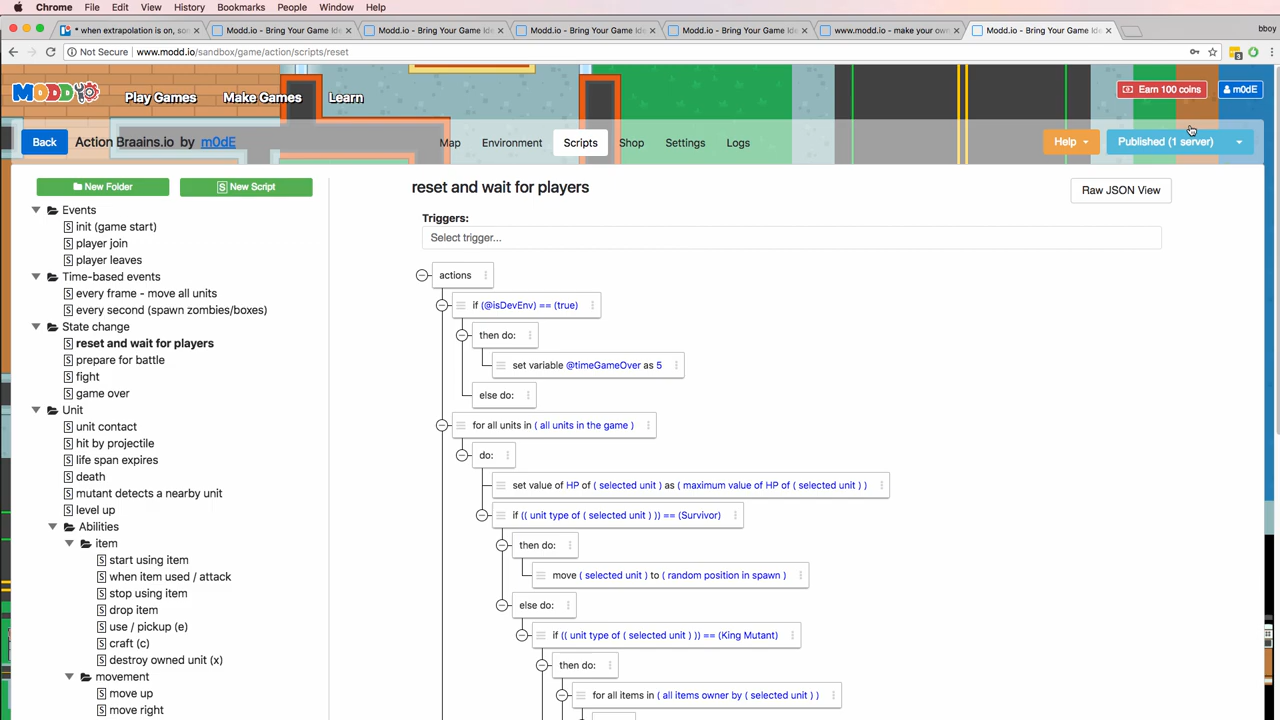 Chrome File Edit View History Bookmarks People Window Help
* when extrapolation is on, so
Modd.io - Bring Your Game Ide
Modd.io - Bring Your Game Ide
Modd.io - Bring Your Game Ide
Modd.io - Bring Your Game Ide
www.modd.io - make your own
Modd.io - Bring Your Game Ide
bboy
Not Secure www.modd.io/sandbox/game/action/scripts/reset
MODD.IO Play Games Make Games Learn Earn 100 coins m0dE
Back Action Braains.io by m0dE Map Environment Scripts Shop Settings Logs Help Published (1 server)
New Folder
New Script
Events
init (game start)
player join
player leaves
Time-based events
every frame - move all units
every second (spawn zombies/boxes)
State change
reset and wait for players
prepare for battle
fight
game over
Unit
unit contact
hit by projectile
life span expires
death
mutant detects a nearby unit
level up
Abilities
item
start using item
when item used / attack
stop using item
drop item
use / pickup (e)
craft (c)
destroy owned unit (x)
movement
move up
move right
reset and wait for players
Raw JSON View
Triggers:
Select trigger...
actions
if (@isDevEnv) == (true)
then do:
set variable @timeGameOver as 5
else do:
for all units in ( all units in the game )
do:
set value of HP of ( selected unit ) as ( maximum value of HP of ( selected unit ) )
if (( unit type of ( selected unit ) )) == (Survivor)
then do:
move ( selected unit ) to ( random position in spawn )
else do:
if (( unit type of ( selected unit ) )) == (King Mutant)
then do:
for all items in ( all items owner by ( selected unit ) )